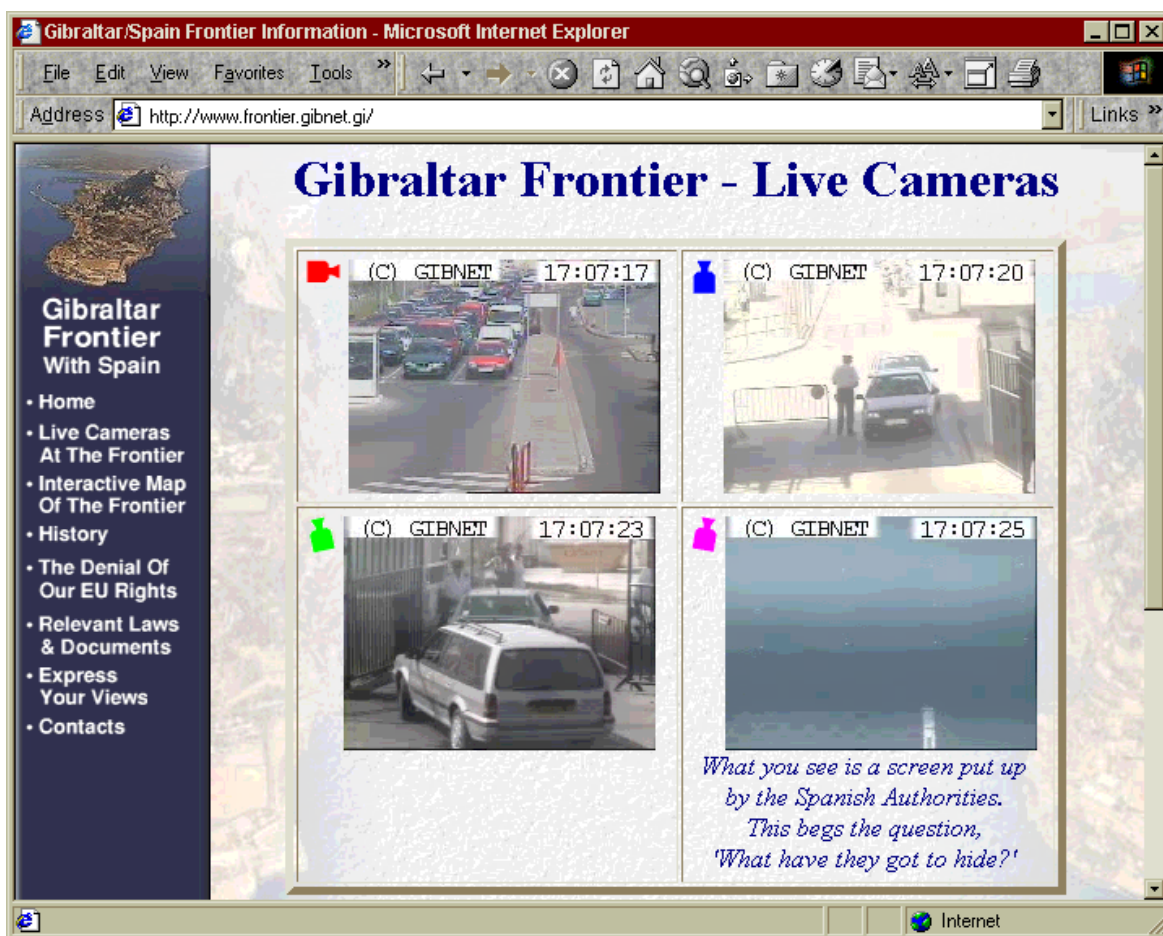 Gibraltar/Spain Frontier Information - Microsoft Internet Explorer
File Edit View Favorites Tools »
Address http://www.frontier.gibnet.gi/ Links »
Gibraltar Frontier - Live Cameras
Gibraltar
Frontier
With Spain
• Home
• Live Cameras
At The Frontier
• Interactive Map
Of The Frontier
• History
• The Denial Of
Our EU Rights
• Relevant Laws
& Documents
• Express
Your Views
• Contacts
(C) GIBNET 17:07:17
(C) GIBNET 17:07:20
(C) GIBNET 17:07:23
(C) GIBNET 17:07:25
What you see is a screen put up
by the Spanish Authorities.
This begs the question,
'What have they got to hide?'
Internet